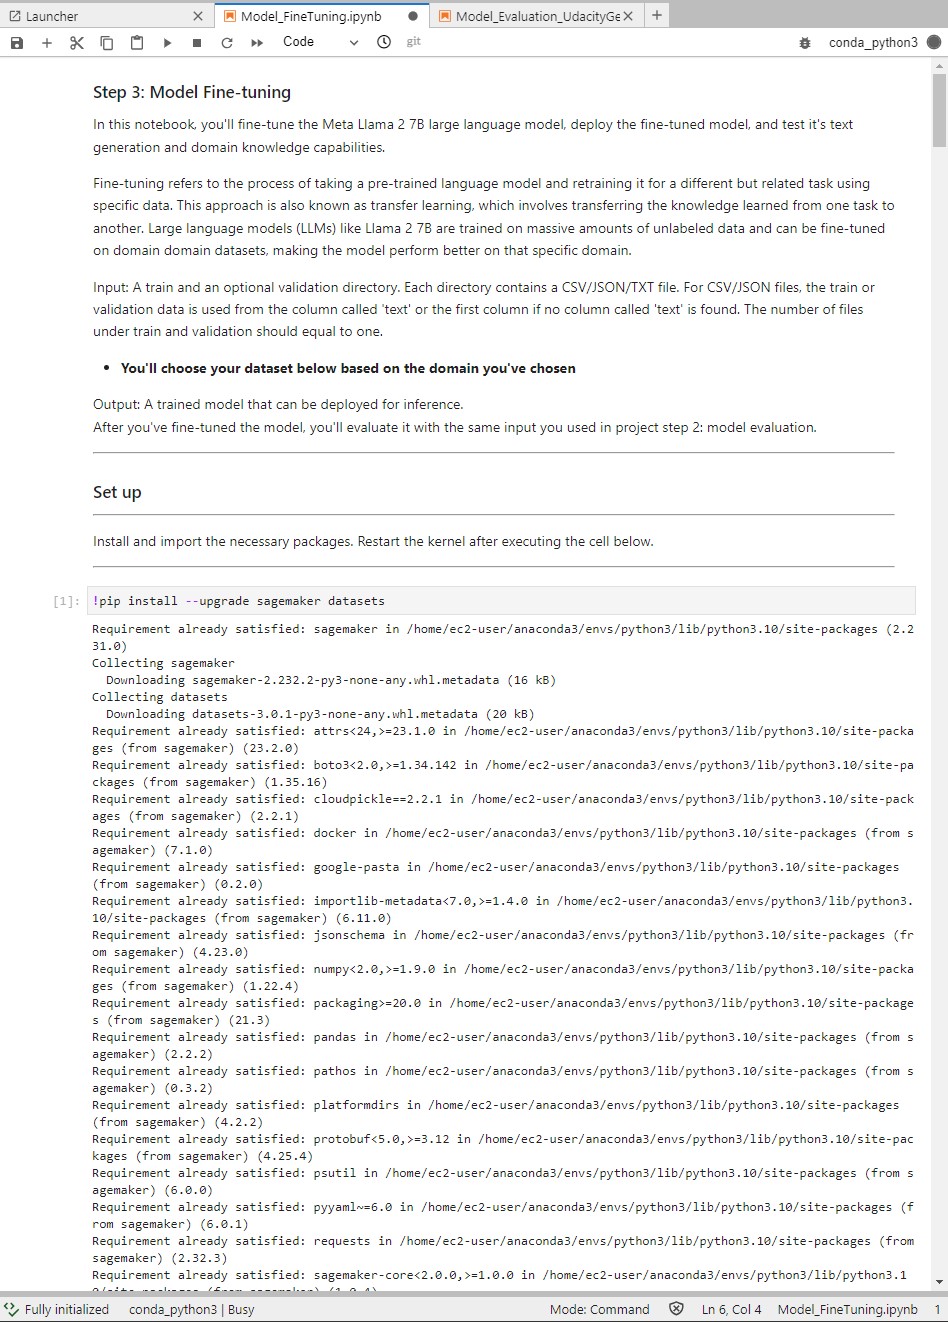 Launcher
Model_FineTuning.ipynb
Model_Evaluation_UdacityGe
Code
git
conda_python3
Step 3: Model Fine-tuning
In this notebook, you'll fine-tune the Meta Llama 2 7B large language model, deploy the fine-tuned model, and test it's text
generation and domain knowledge capabilities.
Fine-tuning refers to the process of taking a pre-trained language model and retraining it for a different but related task using
specific data. This approach is also known as transfer learning, which involves transferring the knowledge learned from one task to
another. Large language models (LLMs) like Llama 2 7B are trained on massive amounts of unlabeled data and can be fine-tuned
on domain domain datasets, making the model perform better on that specific domain.
Input: A train and an optional validation directory. Each directory contains a CSV/JSON/TXT file. For CSV/JSON files, the train or
validation data is used from the column called 'text' or the first column if no column called 'text' is found. The number of files
under train and validation should equal to one.
• You'll choose your dataset below based on the domain you've chosen
Output: A trained model that can be deployed for inference.
After you've fine-tuned the model, you'll evaluate it with the same input you used in project step 2: model evaluation.
Set up
Install and import the necessary packages. Restart the kernel after executing the cell below.
[1]: !pip install --upgrade sagemaker datasets
Requirement already satisfied: sagemaker in /home/ec2-user/anaconda3/envs/python3/lib/python3.10/site-packages (2.2
31.0)
Collecting sagemaker
Downloading sagemaker-2.232.2-py3-none-any.whl.metadata (16 kB)
Collecting datasets
Downloading datasets-3.0.1-py3-none-any.whl.metadata (20 kB)
Requirement already satisfied: attrs<24,>=23.1.0 in /home/ec2-user/anaconda3/envs/python3/lib/python3.10/site-packa
ges (from sagemaker) (23.2.0)
Requirement already satisfied: boto3<2.0,>=1.34.142 in /home/ec2-user/anaconda3/envs/python3/lib/python3.10/site-pa
ckages (from sagemaker) (1.35.16)
Requirement already satisfied: cloudpickle==2.2.1 in /home/ec2-user/anaconda3/envs/python3/lib/python3.10/site-pack
ages (from sagemaker) (2.2.1)
Requirement already satisfied: docker in /home/ec2-user/anaconda3/envs/python3/lib/python3.10/site-packages (from s
agemaker) (7.1.0)
Requirement already satisfied: google-pasta in /home/ec2-user/anaconda3/envs/python3/lib/python3.10/site-packages
(from sagemaker) (0.2.0)
Requirement already satisfied: importlib-metadata<7.0,>=1.4.0 in /home/ec2-user/anaconda3/envs/python3/lib/python3.
10/site-packages (from sagemaker) (6.11.0)
Requirement already satisfied: jsonschema in /home/ec2-user/anaconda3/envs/python3/lib/python3.10/site-packages (fr
om sagemaker) (4.23.0)
Requirement already satisfied: numpy<2.0,>=1.9.0 in /home/ec2-user/anaconda3/envs/python3/lib/python3.10/site-packa
ges (from sagemaker) (1.22.4)
Requirement already satisfied: packaging>=20.0 in /home/ec2-user/anaconda3/envs/python3/lib/python3.10/site-package
s (from sagemaker) (21.3)
Requirement already satisfied: pandas in /home/ec2-user/anaconda3/envs/python3/lib/python3.10/site-packages (from s
agemaker) (2.2.2)
Requirement already satisfied: pathos in /home/ec2-user/anaconda3/envs/python3/lib/python3.10/site-packages (from s
agemaker) (0.3.2)
Requirement already satisfied: platformdirs in /home/ec2-user/anaconda3/envs/python3/lib/python3.10/site-packages
(from sagemaker) (4.2.2)
Requirement already satisfied: protobuf<5.0,>=3.12 in /home/ec2-user/anaconda3/envs/python3/lib/python3.10/site-pac
kages (from sagemaker) (4.25.4)
Requirement already satisfied: psutil in /home/ec2-user/anaconda3/envs/python3/lib/python3.10/site-packages (from s
agemaker) (6.0.0)
Requirement already satisfied: pyyaml~=6.0 in /home/ec2-user/anaconda3/envs/python3/lib/python3.10/site-packages (f
rom sagemaker) (6.0.1)
Requirement already satisfied: requests in /home/ec2-user/anaconda3/envs/python3/lib/python3.10/site-packages (from
sagemaker) (2.32.3)
Requirement already satisfied: sagemaker-core<2.0.0,>=1.0.0 in /home/ec2-user/anaconda3/envs/python3/lib/python3.1
Fully initialized conda_python3 | Busy Mode: Command Ln 6, Col 4 Model_FineTuning.ipynb 1